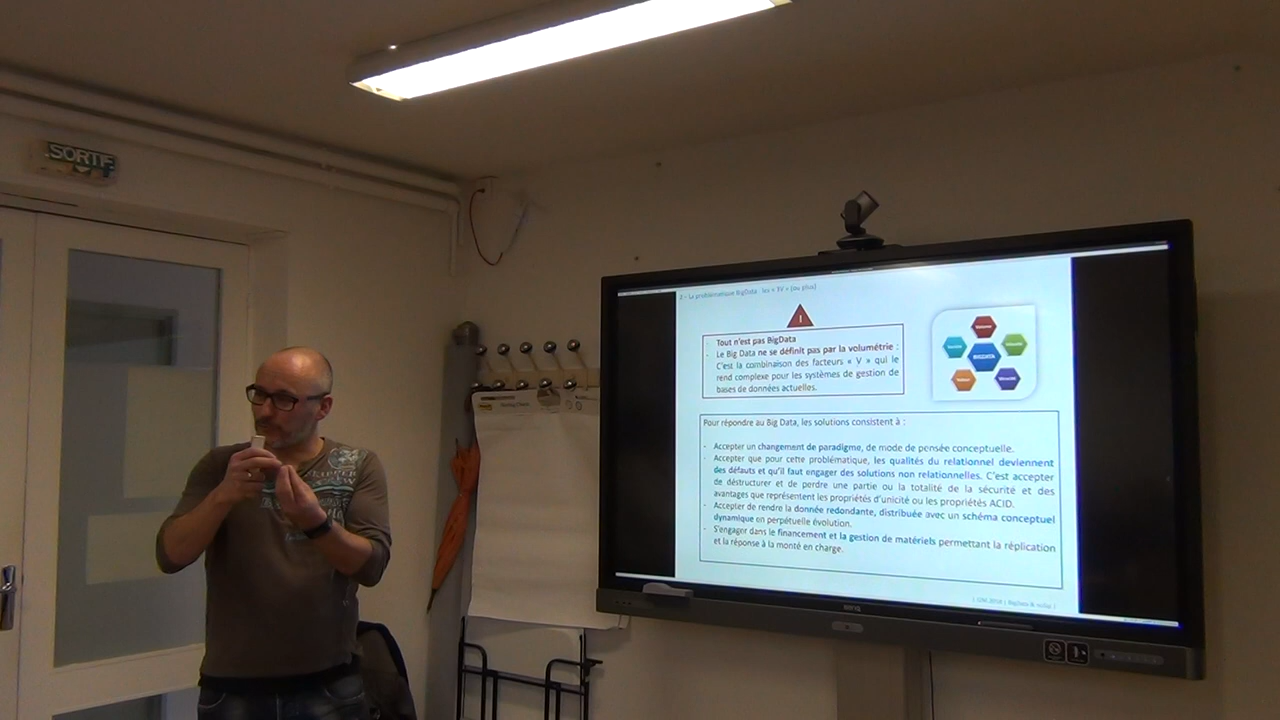 SORTIE
2 - La problématique BigData : les « 3V » (ou plus)
!
Tout n'est pas BigData
- Le Big Data ne se définit pas par la volumétrie :
C'est la combinaison des facteurs « V » qui le
rend complexe pour les systèmes de gestion de
bases de données actuelles.
Volume
Vélocité
BIGDATA
Véracité
Valeur
Pour répondre au Big Data, les solutions consistent à :
- Accepter un changement de paradigme, de mode de pensée conceptuelle.
- Accepter que pour cette problématique, les qualités du relationnel deviennent
des défauts et qu'il faut engager des solutions non relationnelles. C'est accepter
de déstructurer et de perdre une partie ou la totalité de la sécurité et des
avantages que représentent les propriétés d'unicité ou les propriétés ACID.
- Accepter de rendre la donnée redondante, distribuée avec un schéma conceptuel
dynamique en perpétuelle évolution.
- S'engager dans le financement et la gestion de matériels permettant la réplication
et la réponse à la monté en charge.
BENQ